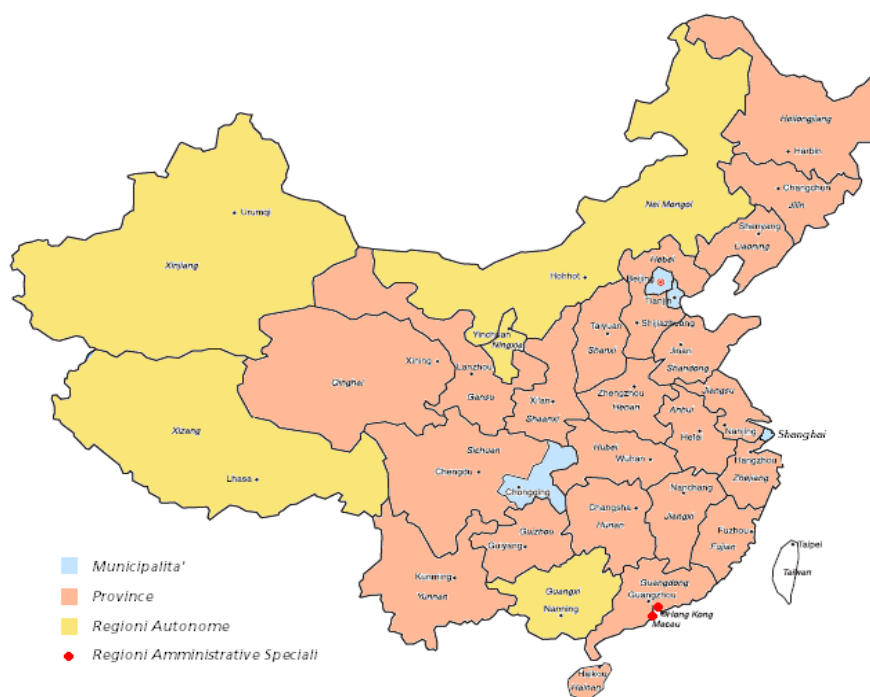 Heilongjiang
Harbin
Changchun
Jilin
Nei Mongol
Shenyang
Liaoning
Urumqi
Xinjiang
Hohhot
Hebei
Beijing
Tianjin
Yinchuan
Ningxia
Taiyuan
Shanxi
Shijiazhuang
Jinan
Shandong
Xining
Qinghai
Lanzhou
Gansu
Xi'an
Shaanxi
Zhengzhou
Henan
Jiangsu
Anhui
Nanjing
Hefei
Shanghai
Xizang
Lhasa
Sichuan
Chengdu
Chongqing
Hubei
Wuhan
Hangzhou
Zhejiang
Nanchang
Jiangxi
Changsha
Hunan
Guizhou
Guiyang
Fuzhou
Fujian
Taipei
Taiwan
Kunming
Yunnan
Guangxi
Nanning
Guangdong
Guangzhou
Hong Kong
Macau
Haikou
Hainan
Municipalita'
Province
Regioni Autonome
Regioni Amministrative Speciali